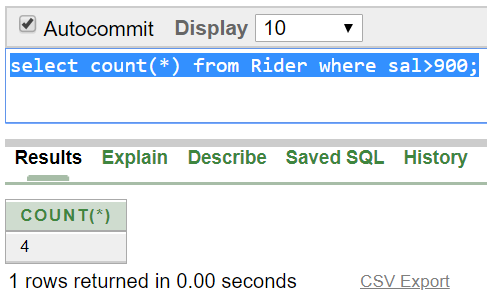 Autocommit Display 10
select count(*) from Rider where sal>900;
Results Explain Describe Saved SQL History
COUNT(*)
4
1 rows returned in 0.00 seconds CSV Export